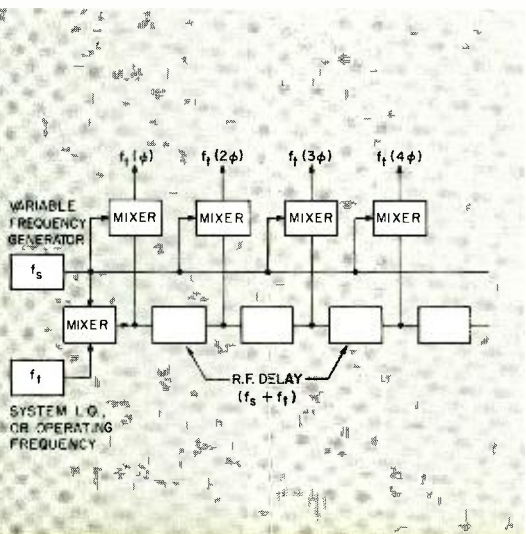 f_t(φ) f_t(2φ) f_t(3φ) f_t(4φ)
VARIABLE
FREQUENCY
GENERATOR
MIXER MIXER MIXER MIXER
f_s
MIXER
f_t
R.F. DELAY
(f_s + f_t)
SYSTEM L.O.,
OR OPERATING
FREQUENCY